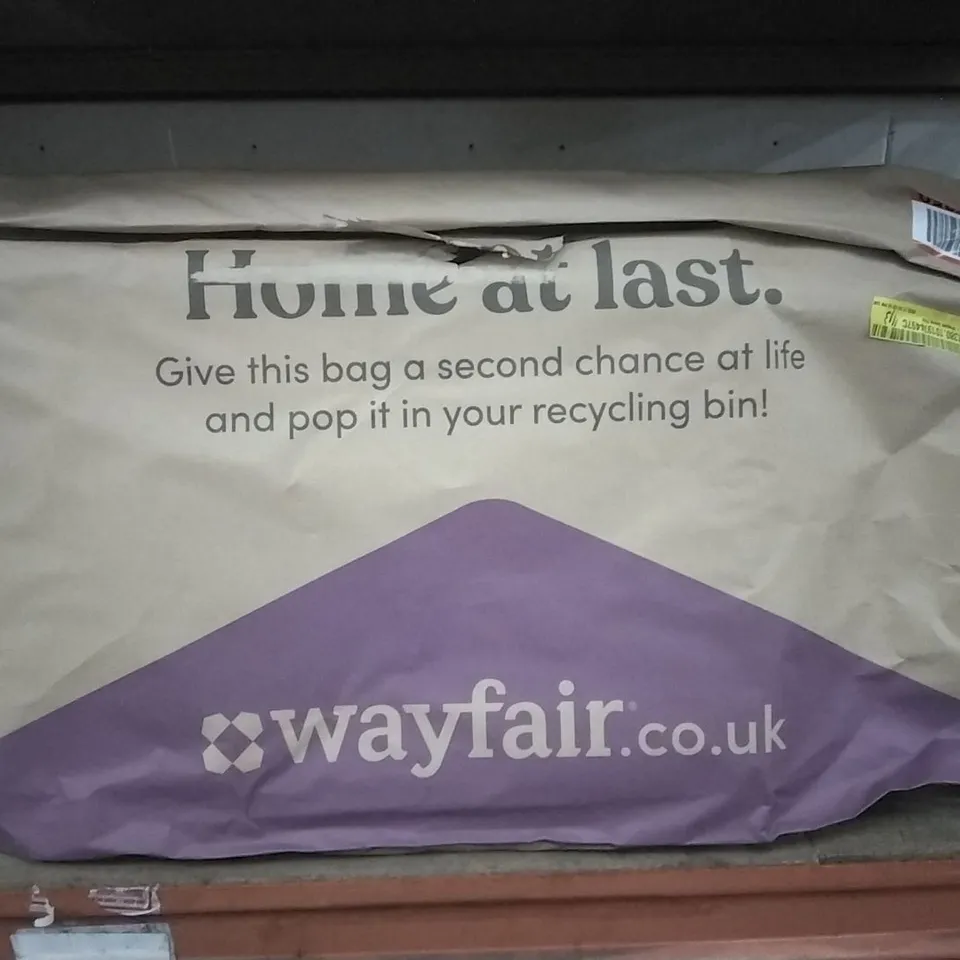 Home at last.
Give this bag a second chance at life
and pop it in your recycling bin!
wayfair.co.uk